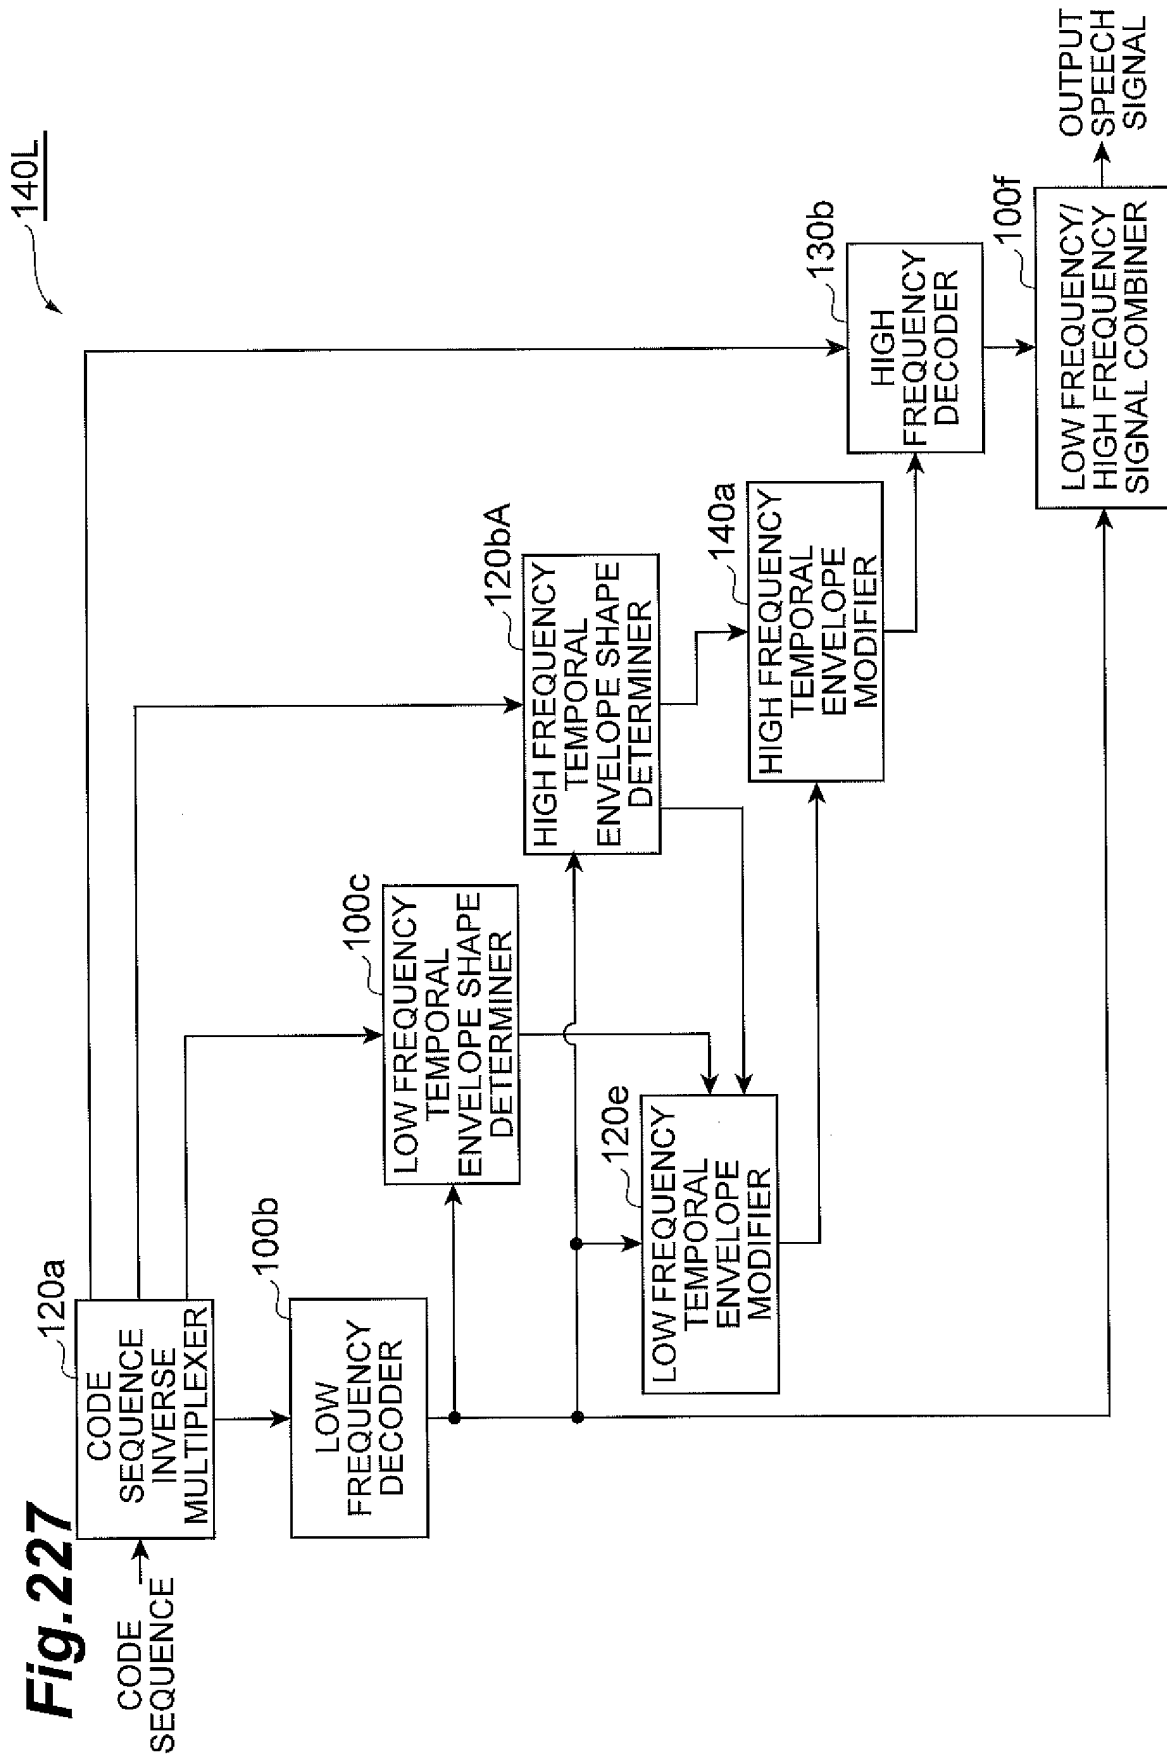 Fig.227
140L
CODE
SEQUENCE
120a
CODE
SEQUENCE
INVERSE
MULTIPLEXER
100b
LOW
FREQUENCY
DECODER
100c
LOW FREQUENCY
TEMPORAL
ENVELOPE SHAPE
DETERMINER
120bA
HIGH FREQUENCY
TEMPORAL
ENVELOPE SHAPE
DETERMINER
120e
LOW FREQUENCY
TEMPORAL
ENVELOPE
MODIFIER
140a
HIGH FREQUENCY
TEMPORAL
ENVELOPE
MODIFIER
130b
HIGH
FREQUENCY
DECODER
100f
LOW FREQUENCY/
HIGH FREQUENCY
SIGNAL COMBINER
OUTPUT
SPEECH
SIGNAL